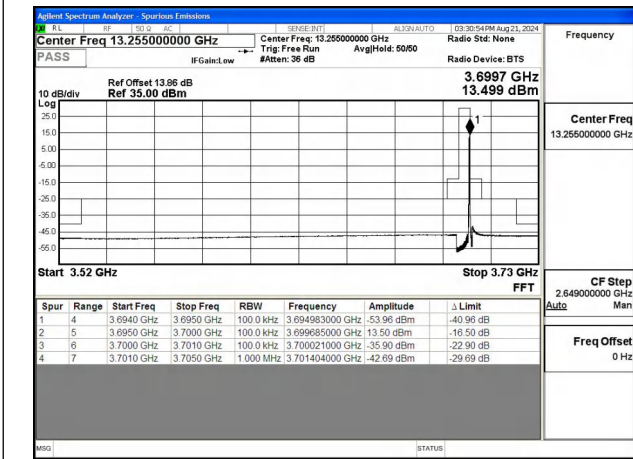 Agilent Spectrum Analyzer - Spurious Emissions
RL RF 50 Ω AC SENSE:INT ALIGN AUTO 03:30:54 PM Aug 21, 2024
Center Freq 13.255000000 GHz Center Freq: 13.255000000 GHz Radio Std: None
Trig: Free Run Avg|Hold: 50/50
PASS IFGain:Low #Atten: 36 dB Radio Device: BTS
Ref Offset 13.86 dB 3.6997 GHz
10 dB/div Ref 35.00 dBm 13.499 dBm
Log
25.0
1
15.0
5.00
-5.00
-15.0
-25.0
-35.0
-45.0
-55.0
Start 3.52 GHz Stop 3.73 GHz
FFT
Spur Range Start Freq Stop Freq RBW Frequency Amplitude Δ Limit
1 4 3.6940 GHz 3.6950 GHz 100.0 kHz 3.694983000 GHz -53.96 dBm -40.96 dB
2 5 3.6950 GHz 3.7000 GHz 100.0 kHz 3.699685000 GHz 13.50 dBm -16.50 dB
3 6 3.7000 GHz 3.7010 GHz 100.0 kHz 3.700021000 GHz -35.90 dBm -22.90 dB
4 7 3.7010 GHz 3.7050 GHz 1.000 MHz 3.701404000 GHz -42.69 dBm -29.69 dB
MSG STATUS
Frequency
Center Freq
13.255000000 GHz
CF Step
2.649000000 GHz
Auto Man
Freq Offset
0 Hz